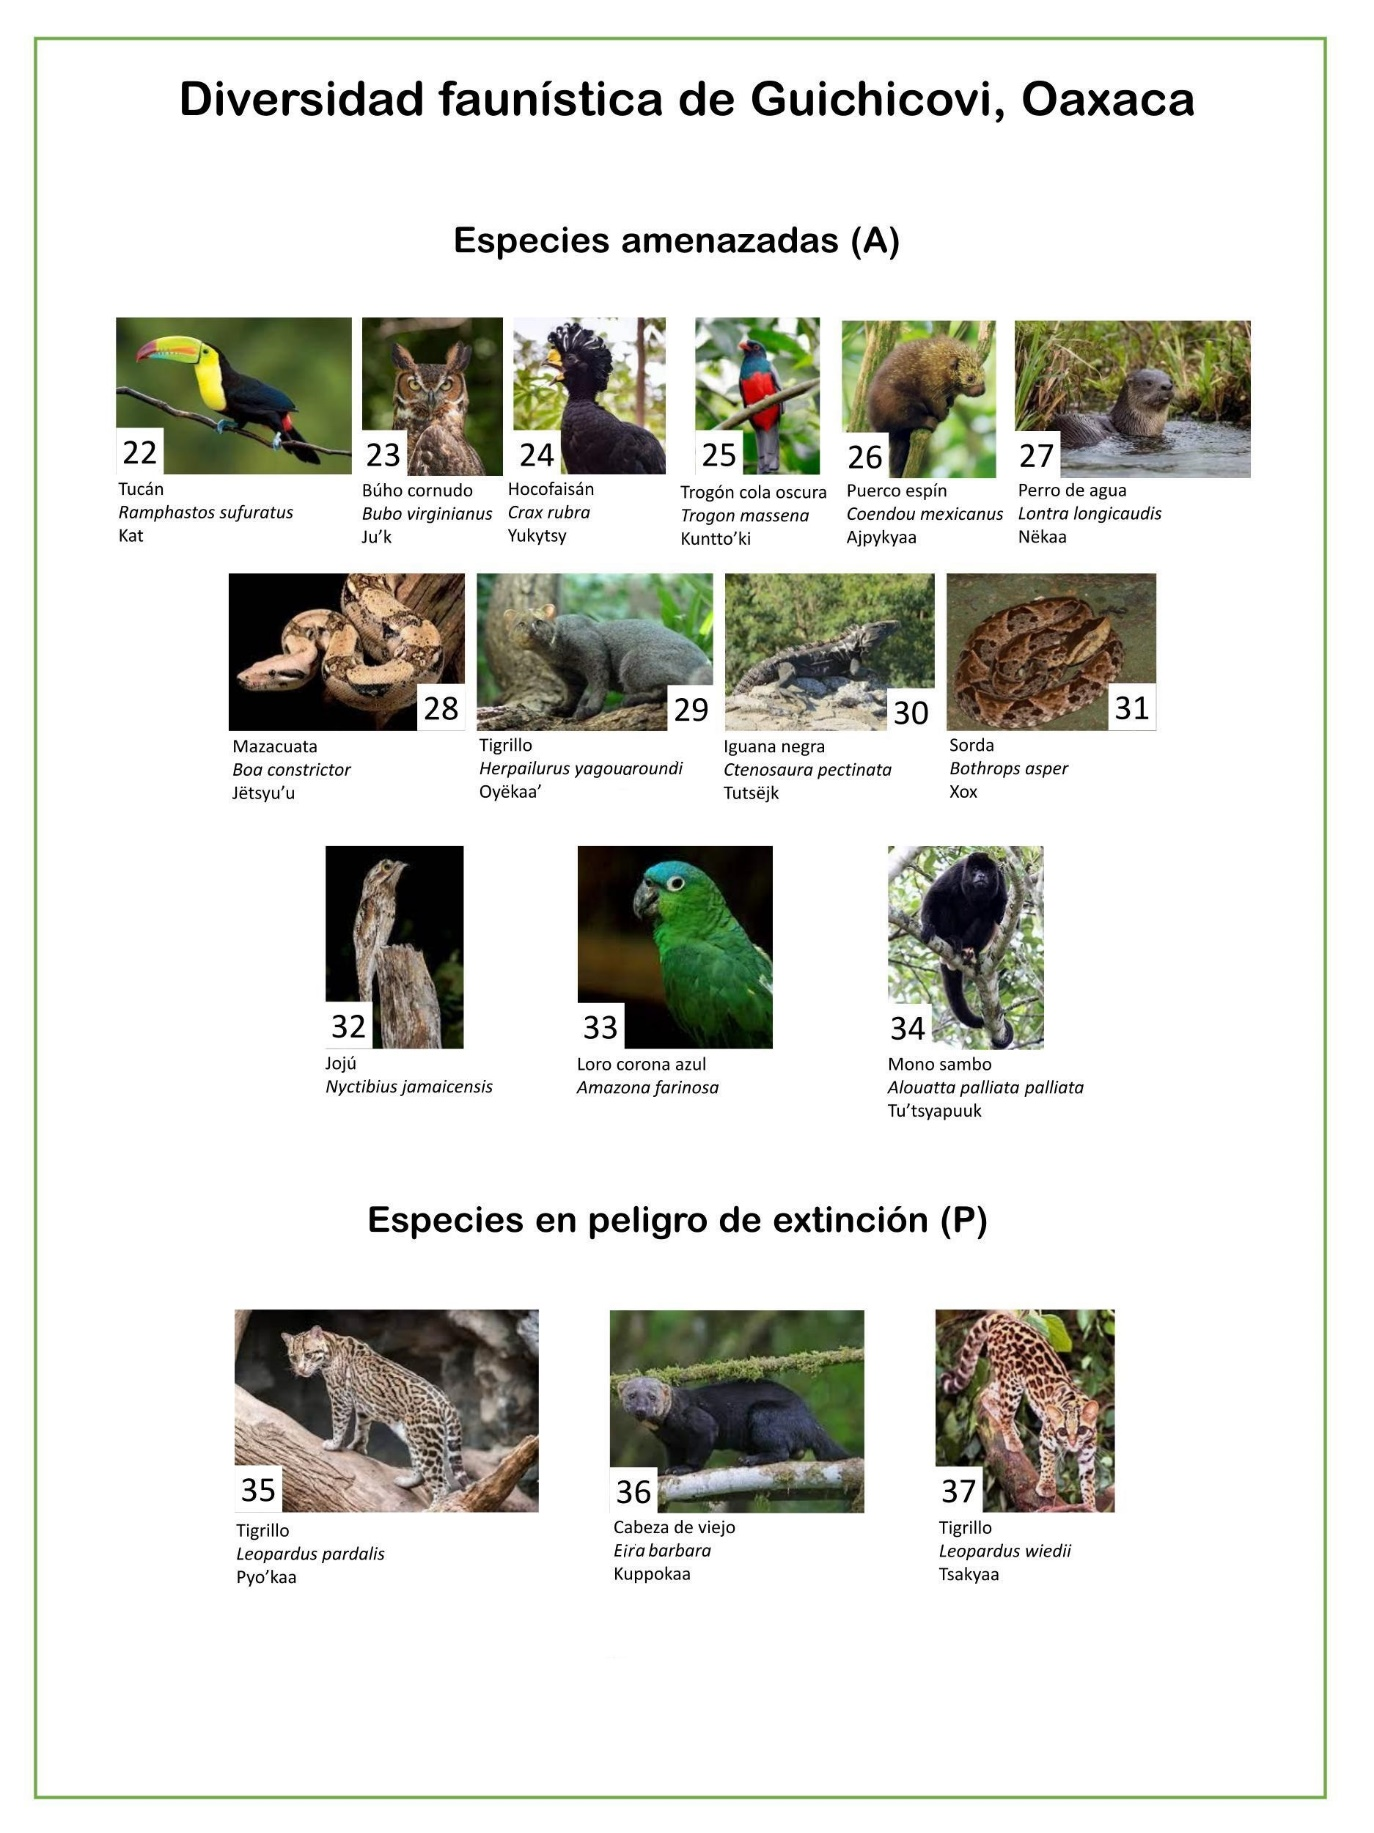 Diversidad faunística de Guichicovi, Oaxaca
Especies amenazadas (A)
22
Tucán
Ramphastos sufuratus
Kat
23
Búho cornudo
Bubo virginianus
Ju’k
24
Hocofaisán
Crax rubra
Yukytsy
25
Trogón cola oscura
Trogon massena
Kuntto’ki
26
Puerco espín
Coendou mexicanus
Ajpykyaa
27
Perro de agua
Lontra longicaudis
Nëkaa
28
Mazacuata
Boa constrictor
Jëtsyu’u
29
Tigrillo
Herpailurus yagouaroundi
Oyëkaa’
30
Iguana negra
Ctenosaura pectinata
Tutsëjk
31
Sorda
Bothrops asper
Xox
32
Jojú
Nyctibius jamaicensis
33
Loro corona azul
Amazona farinosa
34
Mono sambo
Alouatta palliata palliata
Tu’tsyapuuk
Especies en peligro de extinción (P)
35
Tigrillo
Leopardus pardalis
Pyo’kaa
36
Cabeza de viejo
Eira barbara
Kuppokaa
37
Tigrillo
Leopardus wiedii
Tsakyaa